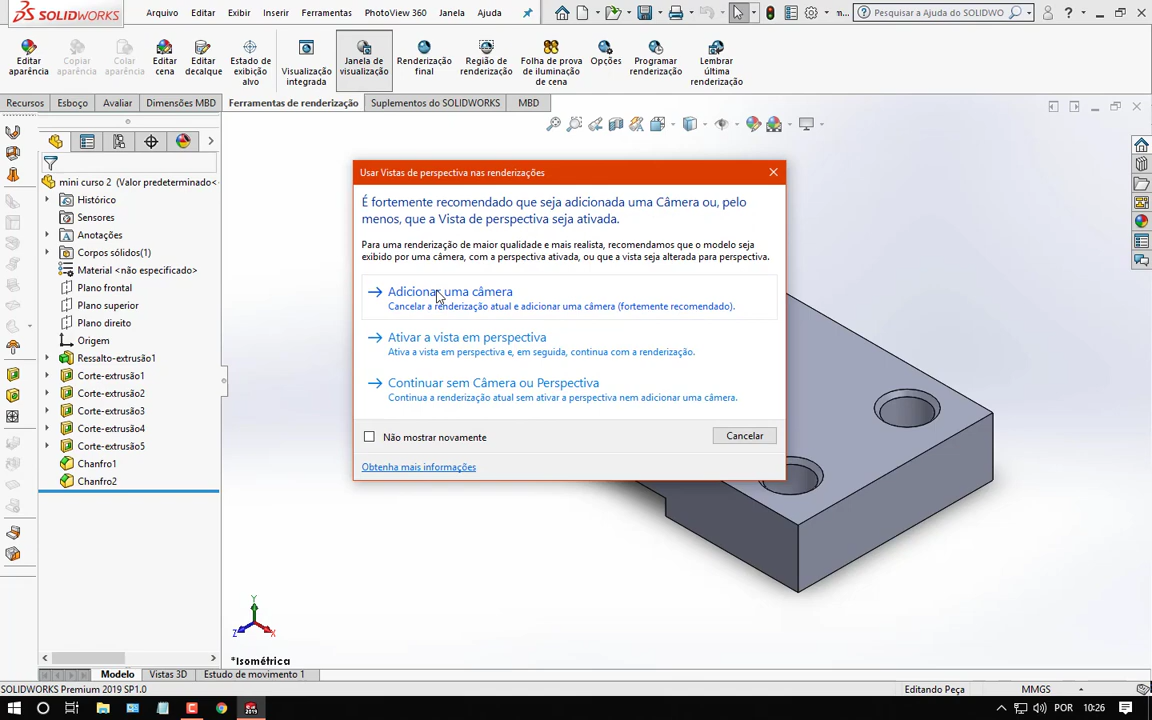 SOLIDWORKS
Arquivo Editar Exibir Inserir Ferramentas PhotoView 360 Janela Ajuda
m...
Pesquisar a Ajuda do SOLIDWO
?
Editar aparência
Copiar aparência
Colar aparência
Editar cena
Editar decalque
Estado de exibição alvo
Visualização integrada
Janela de visualização
Renderização final
Região de renderização
Folha de prova de iluminação de cena
Opções
Programar renderização
Lembrar última renderização
Recursos Esboço Avaliar Dimensões MBD Ferramentas de renderização Suplementos do SOLIDWORKS MBD
mini curso 2 (Valor predeterminado<
Histórico
Sensores
Anotações
Corpos sólidos(1)
Material <não especificado>
Plano frontal
Plano superior
Plano direito
Origem
Ressalto-extrusão1
Corte-extrusão1
Corte-extrusão2
Corte-extrusão3
Corte-extrusão4
Corte-extrusão5
Chanfro1
Chanfro2
Usar Vistas de perspectiva nas renderizações
É fortemente recomendado que seja adicionada uma Câmera ou, pelo
menos, que a Vista de perspectiva seja ativada.
Para uma renderização de maior qualidade e mais realista, recomendamos que o modelo seja
exibido por uma câmera, com a perspectiva ativada, ou que a vista seja alterada para perspectiva.
Adicionar uma câmera
Cancelar a renderização atual e adicionar uma câmera (fortemente recomendado).
Ativar a vista em perspectiva
Ativa a vista em perspectiva e, em seguida, continua com a renderização.
Continuar sem Câmera ou Perspectiva
Continua a renderização atual sem ativar a perspectiva nem adicionar uma câmera.
Não mostrar novamente
Cancelar
Obtenha mais informações
Y
Z
X
*Isométrica
Modelo Vistas 3D Estudo de movimento 1
SOLIDWORKS Premium 2019 SP1.0
Editando Peça MMGS
2019
POR 10:26